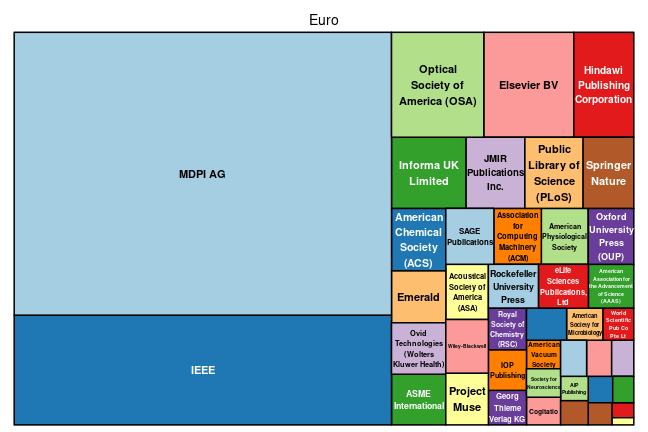 Euro
MDPI AG
IEEE
Optical
Society of
America (OSA)
Elsevier BV
Hindawi
Publishing
Corporation
Informa UK
Limited
JMIR
Publications
Inc.
Public
Library of
Science
(PLoS)
Springer
Nature
American
Chemical
Society
(ACS)
SAGE
Publications
Association
for
Computing
Machinery
(ACM)
American
Physiological
Society
Oxford
University
Press
(OUP)
Emerald
Acoustical
Society of
America
(ASA)
Rockefeller
University
Press
eLife
Sciences
Publications,
Ltd
American
Association for
the Advancement
of Science
(AAAS)
Ovid
Technologies
(Wolters
Kluwer Health)
Wiley-Blackwell
Royal
Society of
Chemistry
(RSC)
American
Society for
Microbiology
World
Scientific
Pub Co
Pte Lt
ASME
International
Project
Muse
IOP
Publishing
American
Vacuum
Society
Society for
Neuroscience
AIP
Publishing
Georg
Thieme
Verlag KG
Cogitatio